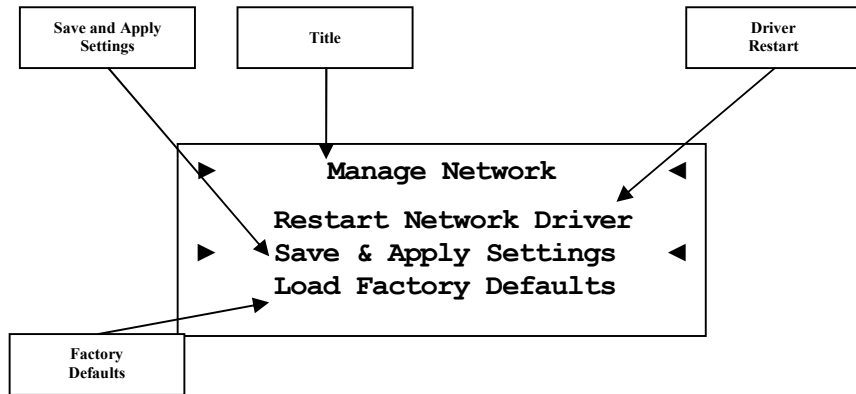 Save and Apply
Settings
Title
Driver
Restart
► Manage Network ◄
Restart Network Driver
► Save & Apply Settings ◄
Load Factory Defaults
Factory
Defaults